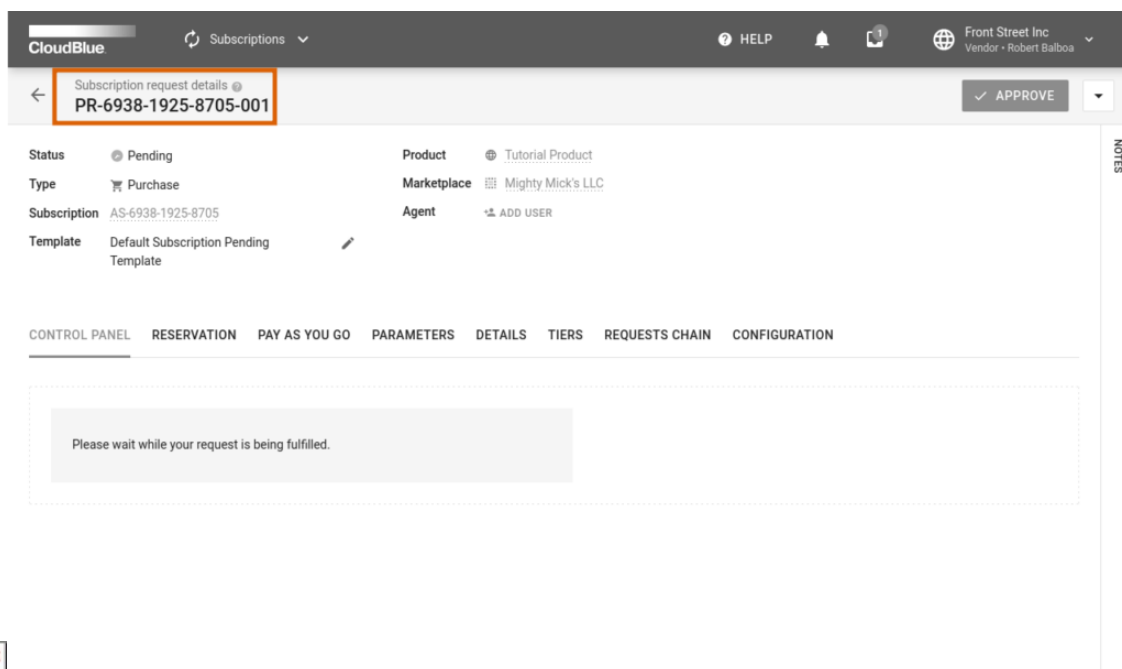 CloudBlue
Subscriptions
HELP
1
Front Street Inc
Vendor • Robert Balboa
Subscription request details
PR-6938-1925-8705-001
APPROVE
NOTES
Status Pending
Product Tutorial Product
Type Purchase
Marketplace Mighty Mick's LLC
Subscription AS-6938-1925-8705
Agent ADD USER
Template Default Subscription Pending
Template
CONTROL PANEL RESERVATION PAY AS YOU GO PARAMETERS DETAILS TIERS REQUESTS CHAIN CONFIGURATION
Please wait while your request is being fulfilled.